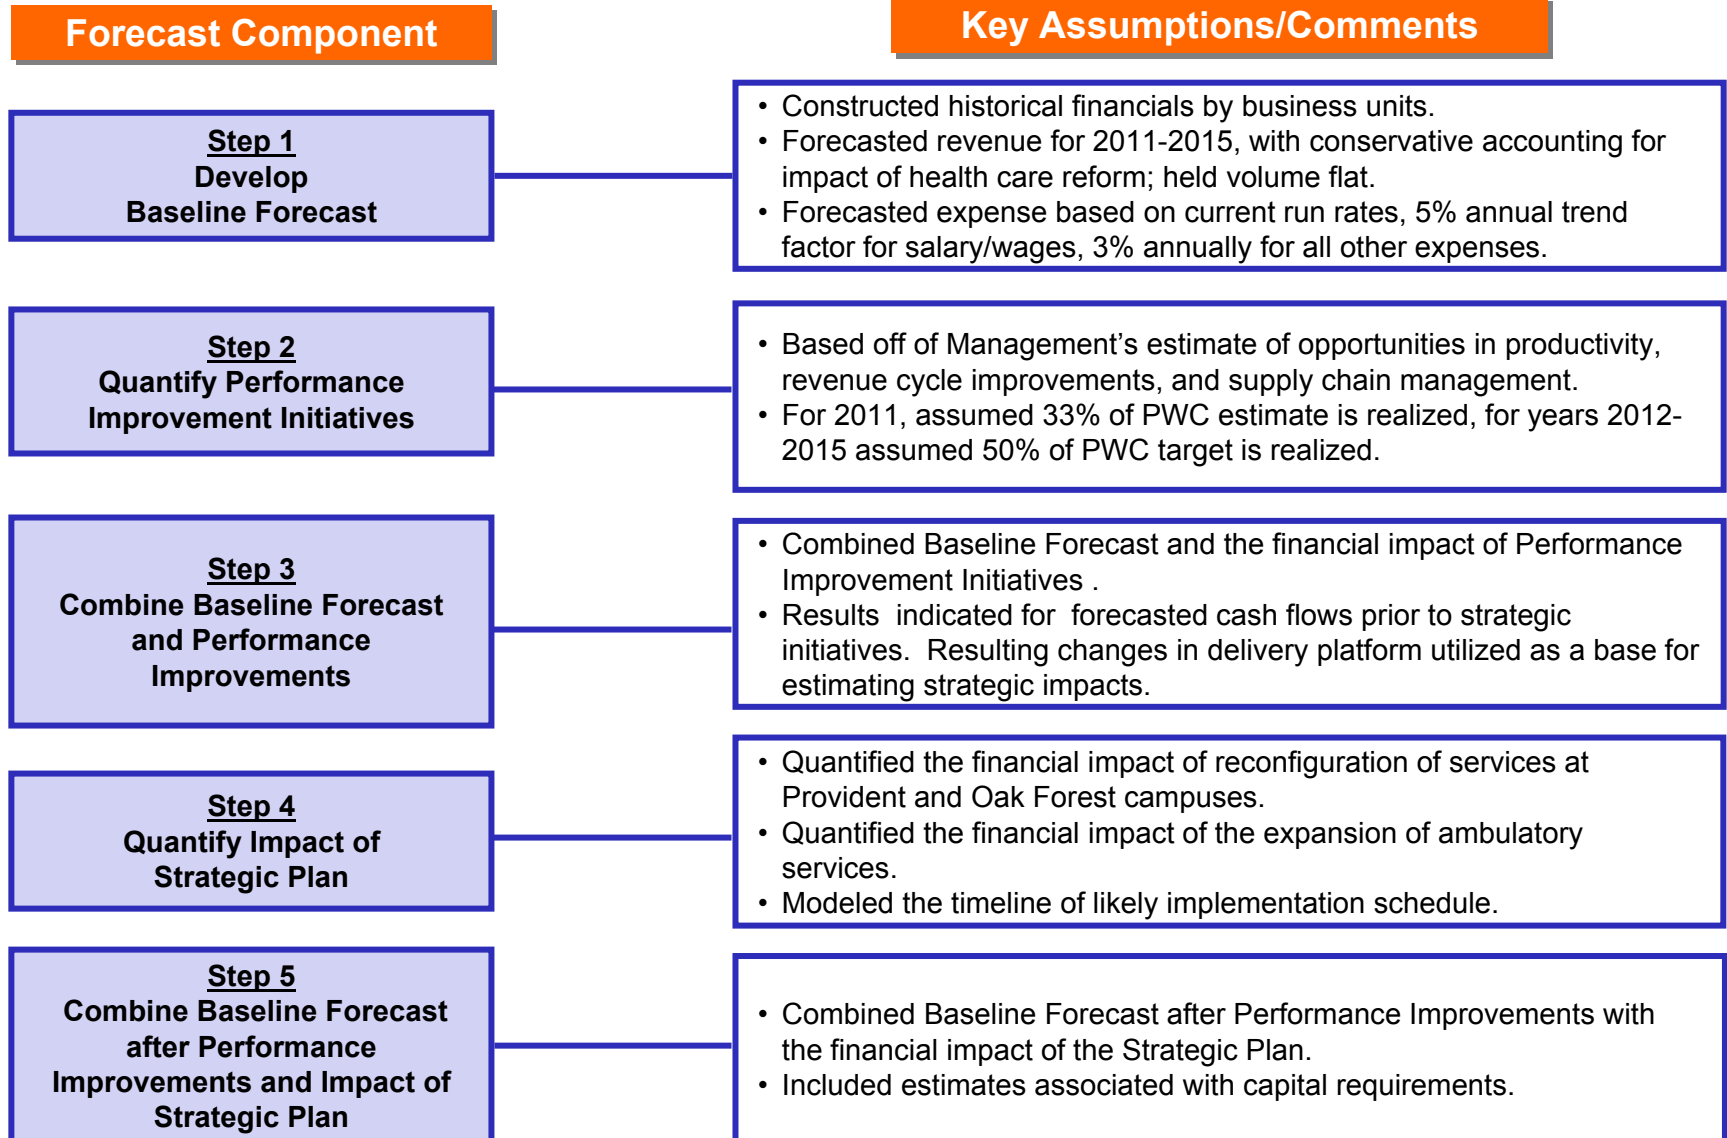 Forecast Component
Key Assumptions/Comments
Step 1
Develop
Baseline Forecast
• Constructed historical financials by business units.
• Forecasted revenue for 2011-2015, with conservative accounting for
impact of health care reform; held volume flat.
• Forecasted expense based on current run rates, 5% annual trend
factor for salary/wages, 3% annually for all other expenses.
Step 2
Quantify Performance
Improvement Initiatives
• Based off of Management’s estimate of opportunities in productivity,
revenue cycle improvements, and supply chain management.
• For 2011, assumed 33% of PWC estimate is realized, for years 2012-
2015 assumed 50% of PWC target is realized.
Step 3
Combine Baseline Forecast
and Performance
Improvements
• Combined Baseline Forecast and the financial impact of Performance
Improvement Initiatives .
• Results  indicated for  forecasted cash flows prior to strategic
initiatives.  Resulting changes in delivery platform utilized as a base for
estimating strategic impacts.
Step 4
Quantify Impact of
Strategic Plan
• Quantified the financial impact of reconfiguration of services at
Provident and Oak Forest campuses.
• Quantified the financial impact of the expansion of ambulatory
services.
• Modeled the timeline of likely implementation schedule.
Step 5
Combine Baseline Forecast
after Performance
Improvements and Impact of
Strategic Plan
• Combined Baseline Forecast after Performance Improvements with
the financial impact of the Strategic Plan.
• Included estimates associated with capital requirements.